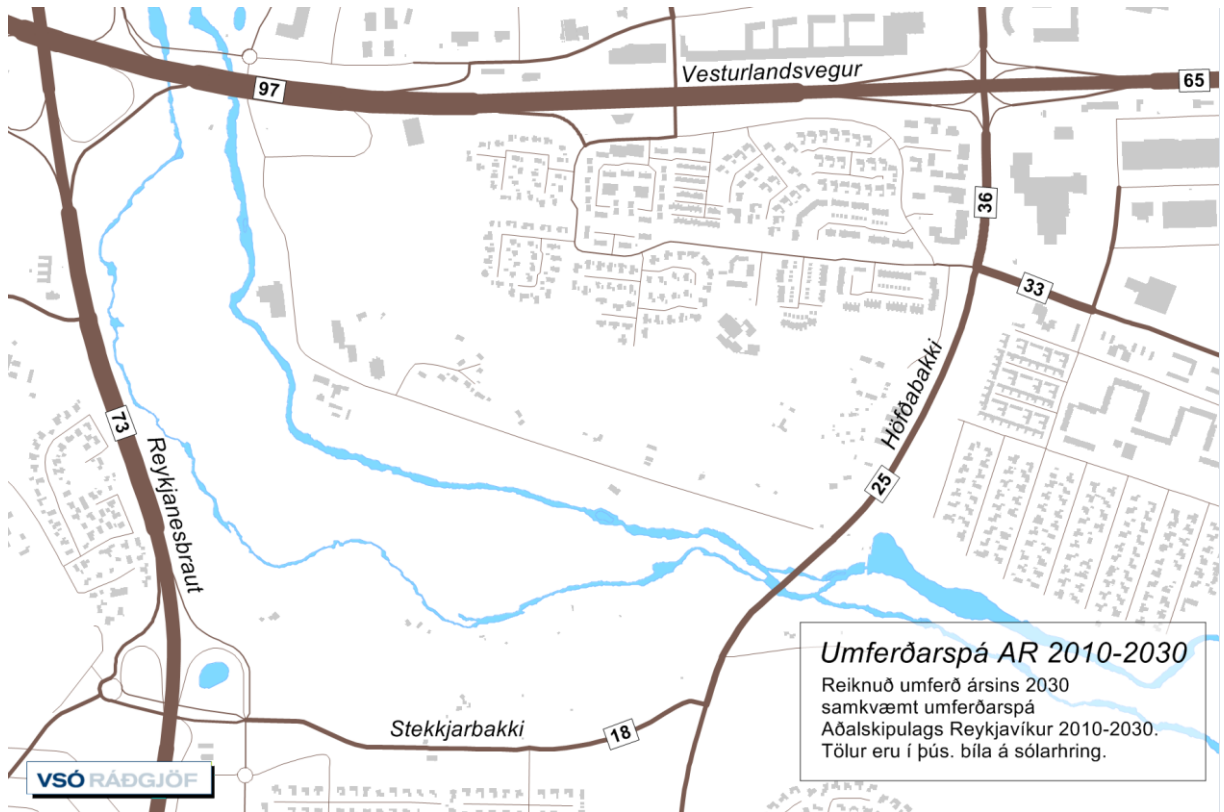 Vesturlandsvegur
97
65
36
33
Höfðabakki
73
Reykjanesbraut
25
Stekkjarbakki
18
Umferðarspá AR 2010-2030
Reiknuð umferð ársins 2030
samkvæmt umferðarspá
Aðalskipulags Reykjavíkur 2010-2030.
Tölur eru í þús. bíla á sólarhring.
VSÓ RÁÐGJÖF